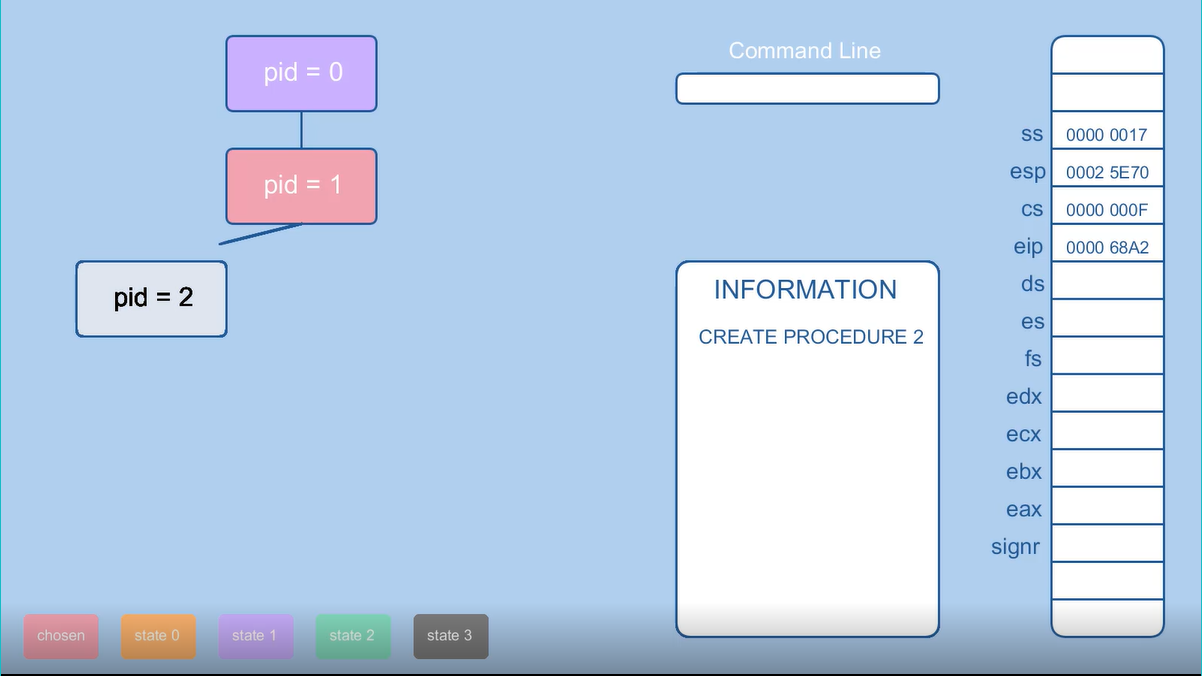 pid = 0
pid = 1
pid = 2
Command Line
INFORMATION
CREATE PROCEDURE 2
ss 0000 0017
esp 0002 5E70
cs 0000 000F
eip 0000 68A2
ds
es
fs
edx
ecx
ebx
eax
signr
chosen
state 0
state 1
state 2
state 3